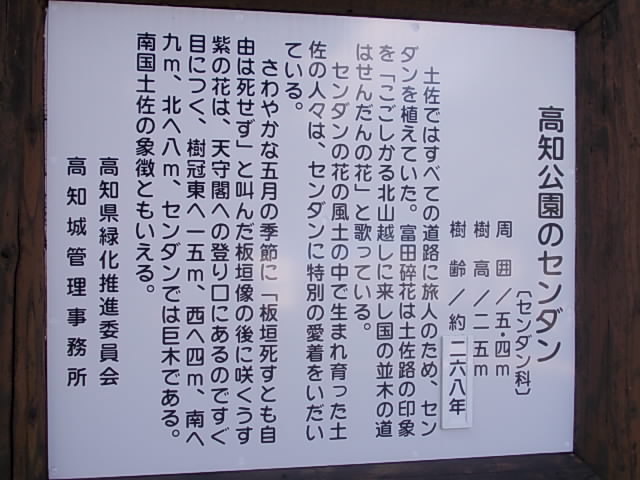 高知公園のセンダン
〔センダン科〕
周囲／五・四m
樹高／二五m
樹齢／約二六八年
土佐ではすべての道路に旅人のため、セン
ダンを植えていた。富田碎花は土佐路の印象
を「こごしかる北山越しに来し国の並木の道
はせんだんの花」と歌っている。
センダンの花の風土の中で生まれ育った土
佐の人々は、センダンに特別の愛着をいだい
ている。
さわやかな五月の季節に「板垣死すとも自
由は死せず」と叫んだ板垣像の後に咲くうす
紫の花は、天守閣への登り口にあるのですぐ
目につく、樹冠東へ一五m、西へ四m、南へ
九m、北へ八m、センダンでは巨木である。
南国土佐の象徴ともいえる。
高知県緑化推進委員会
高知城管理事務所